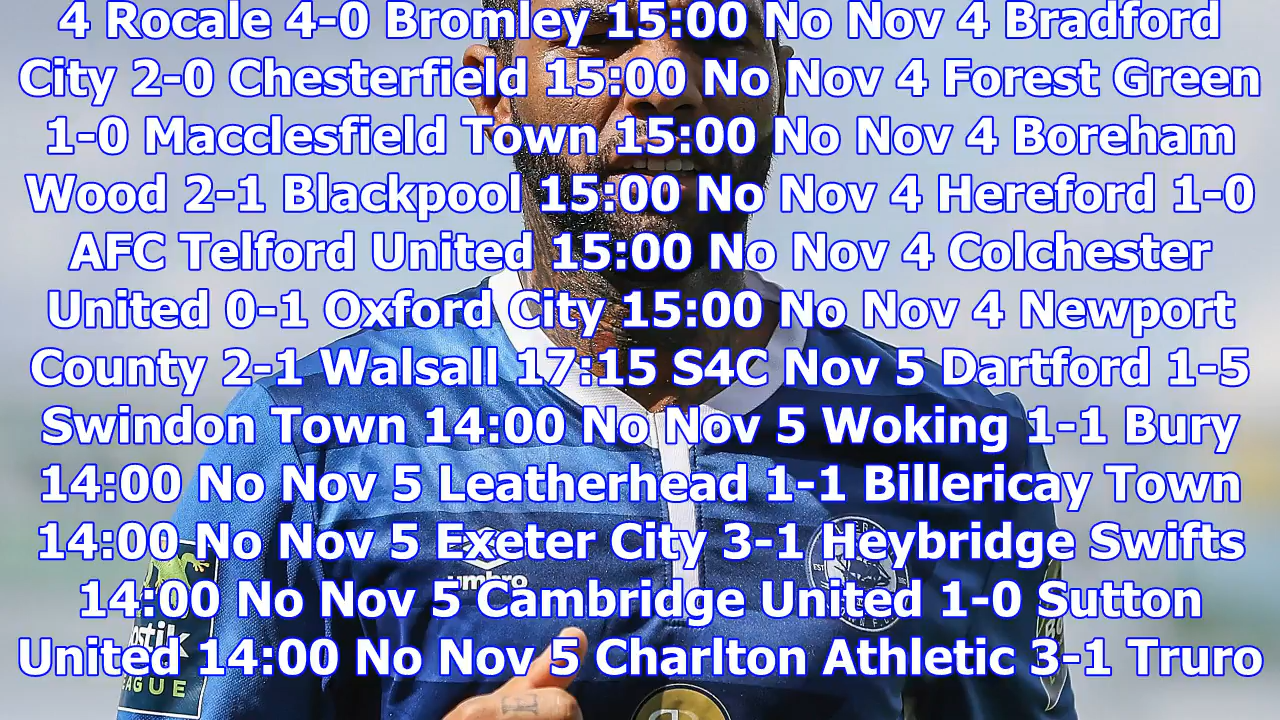 4 Rocale 4-0 Bromley 15:00 No Nov 4 Bradford
City 2-0 Chesterfield 15:00 No Nov 4 Forest Green
1-0 Macclesfield Town 15:00 No Nov 4 Boreham
Wood 2-1 Blackpool 15:00 No Nov 4 Hereford 1-0
AFC Telford United 15:00 No Nov 4 Colchester
United 0-1 Oxford City 15:00 No Nov 4 Newport
County 2-1 Walsall 17:15 S4C Nov 5 Dartford 1-5
Swindon Town 14:00 No Nov 5 Woking 1-1 Bury
14:00 No Nov 5 Leatherhead 1-1 Billericay Town
14:00 No Nov 5 Exeter City 3-1 Heybridge Swifts
umbro
14:00 No Nov 5 Cambridge United 1-0 Sutton
United 14:00 No Nov 5 Charlton Athletic 3-1 Truro